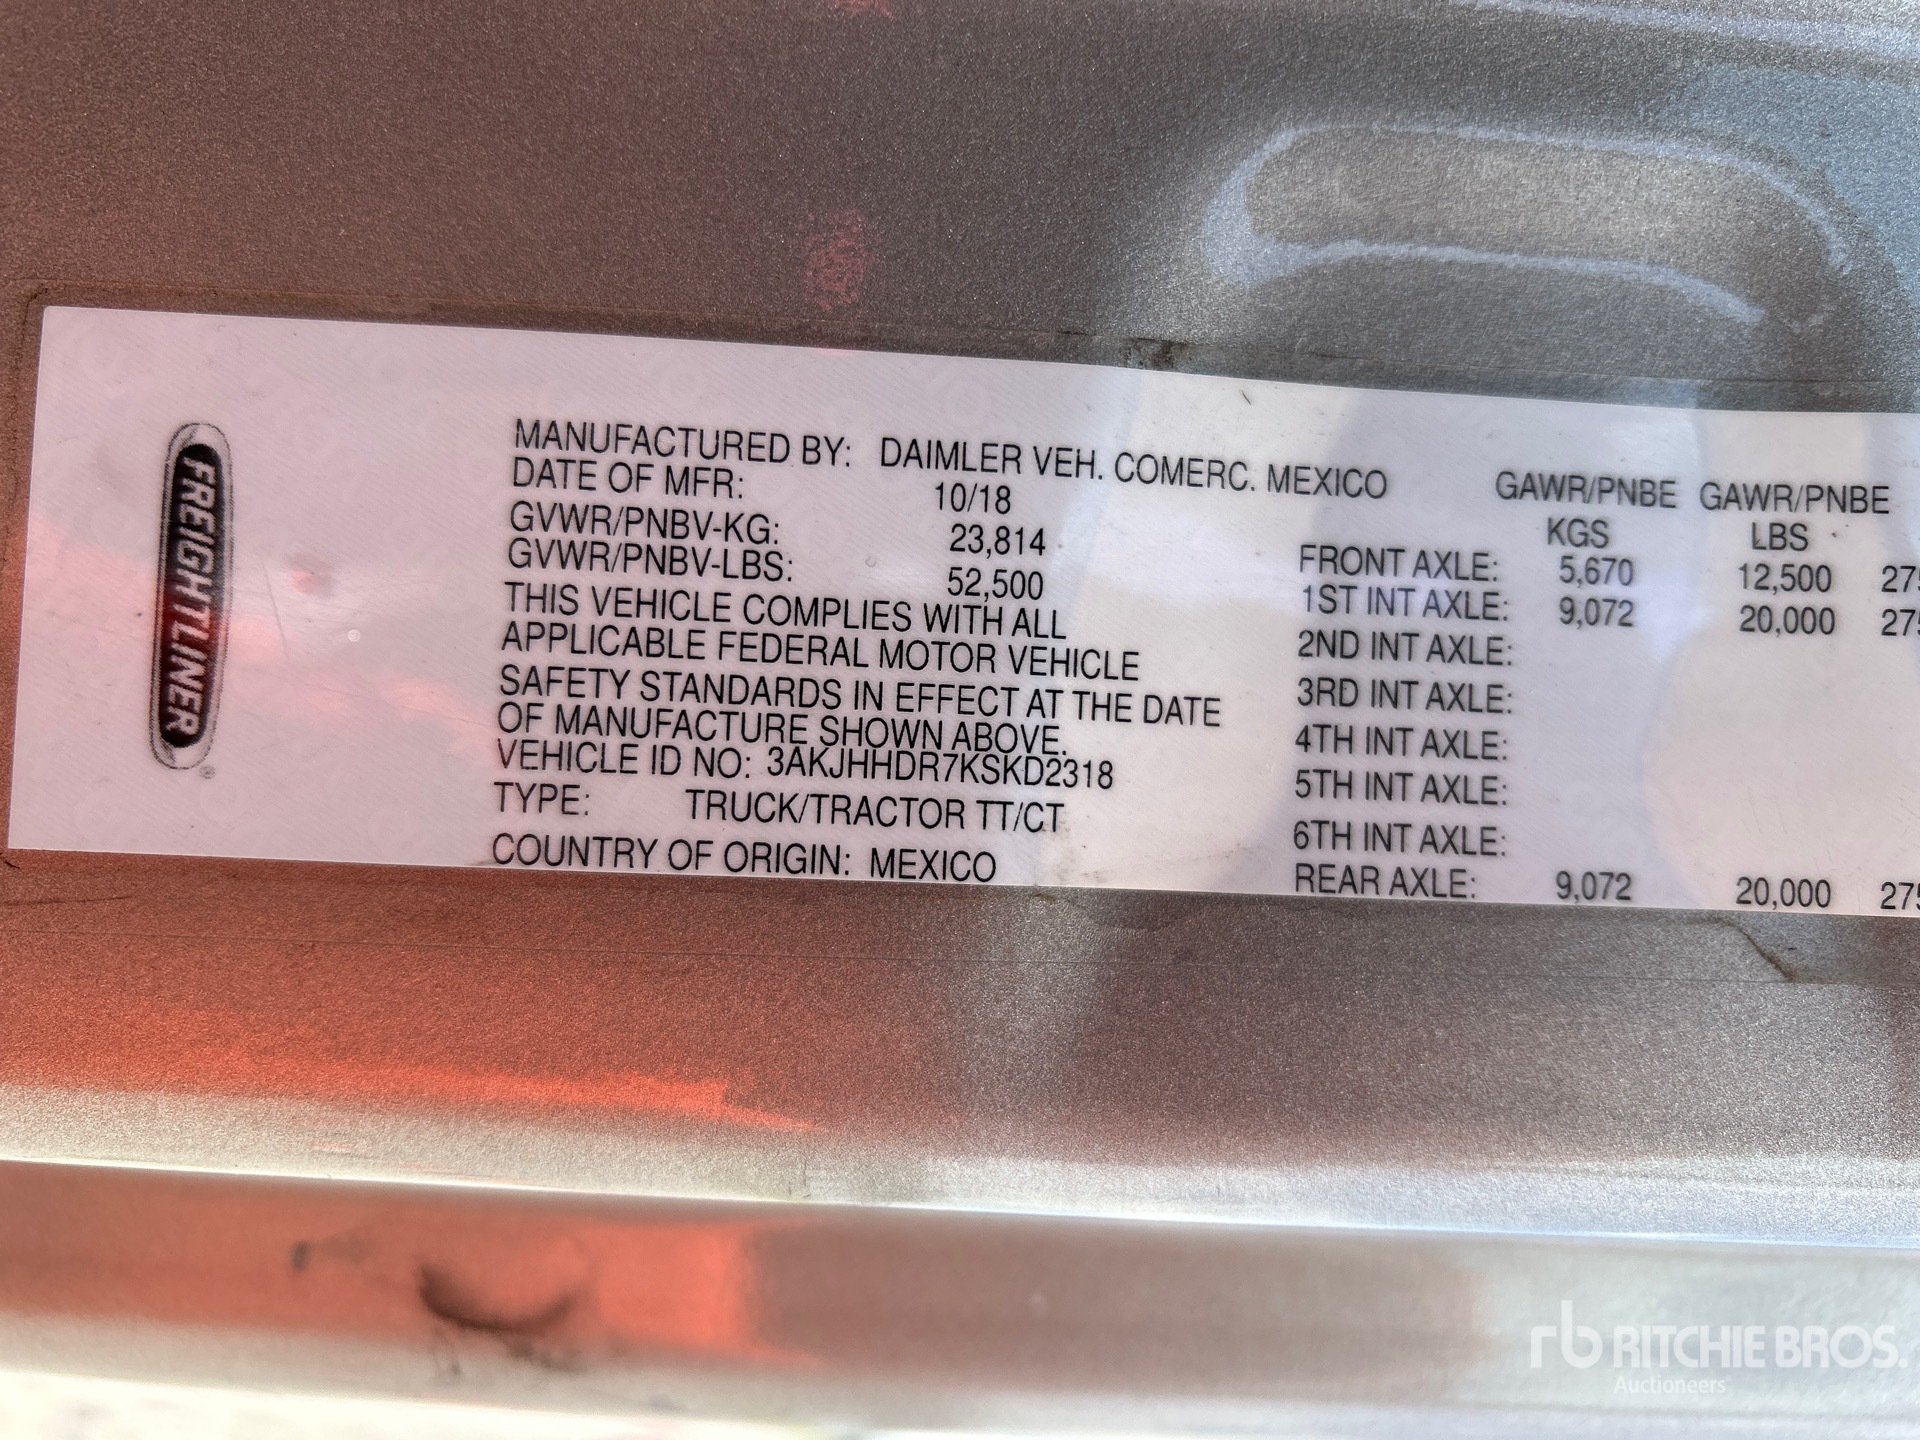 FREIGHTLINER
®
MANUFACTURED BY: DAIMLER VEH. COMERC. MEXICO
DATE OF MFR: 10/18
GVWR/PNBV-KG: 23,814
GVWR/PNBV-LBS: 52,500
THIS VEHICLE COMPLIES WITH ALL
APPLICABLE FEDERAL MOTOR VEHICLE
SAFETY STANDARDS IN EFFECT AT THE DATE
OF MANUFACTURE SHOWN ABOVE.
VEHICLE ID NO: 3AKJHHDR7KSKD2318
TYPE: TRUCK/TRACTOR TT/CT
COUNTRY OF ORIGIN: MEXICO
GAWR/PNBE GAWR/PNBE
KGS LBS
FRONT AXLE: 5,670 12,500 275
1ST INT AXLE: 9,072 20,000 275
2ND INT AXLE:
3RD INT AXLE:
4TH INT AXLE:
5TH INT AXLE:
6TH INT AXLE:
REAR AXLE: 9,072 20,000 275
rb RITCHIE BROS.
Auctioneers